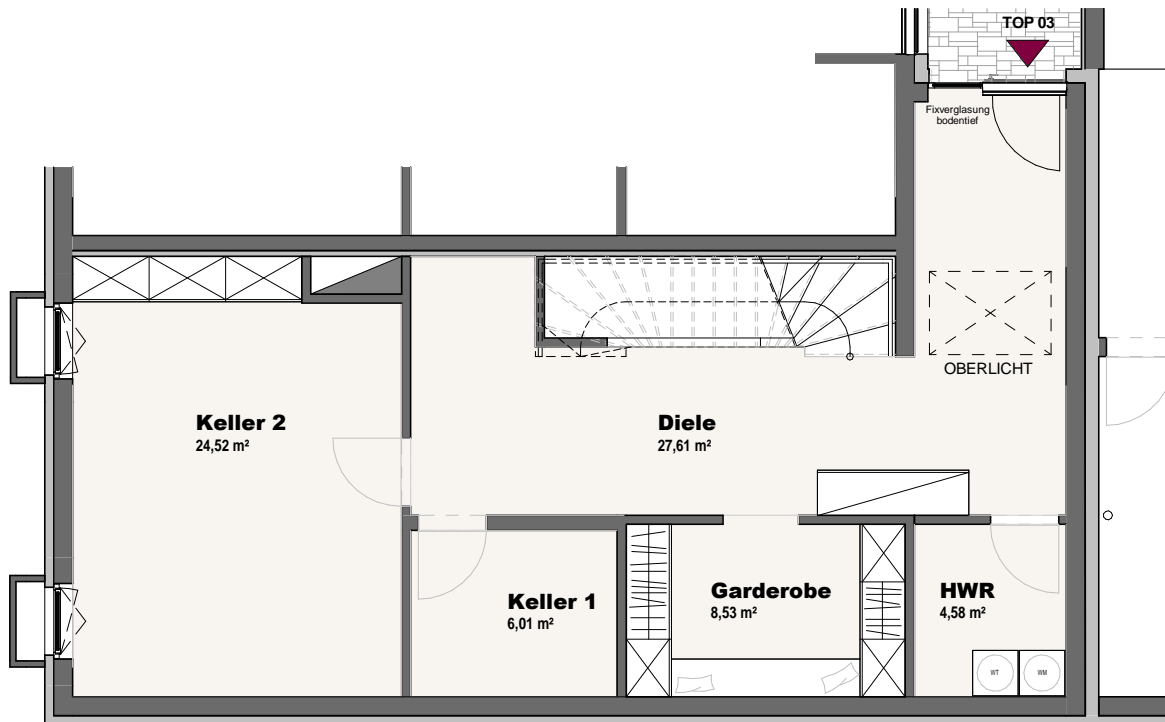 TOP 03
Fixverglasung
bodentief
OBERLICHT
Keller 2
24,52 m²
Diele
27,61 m²
Keller 1
6,01 m²
Garderobe
8,53 m²
HWR
4,58 m²
WT
WM